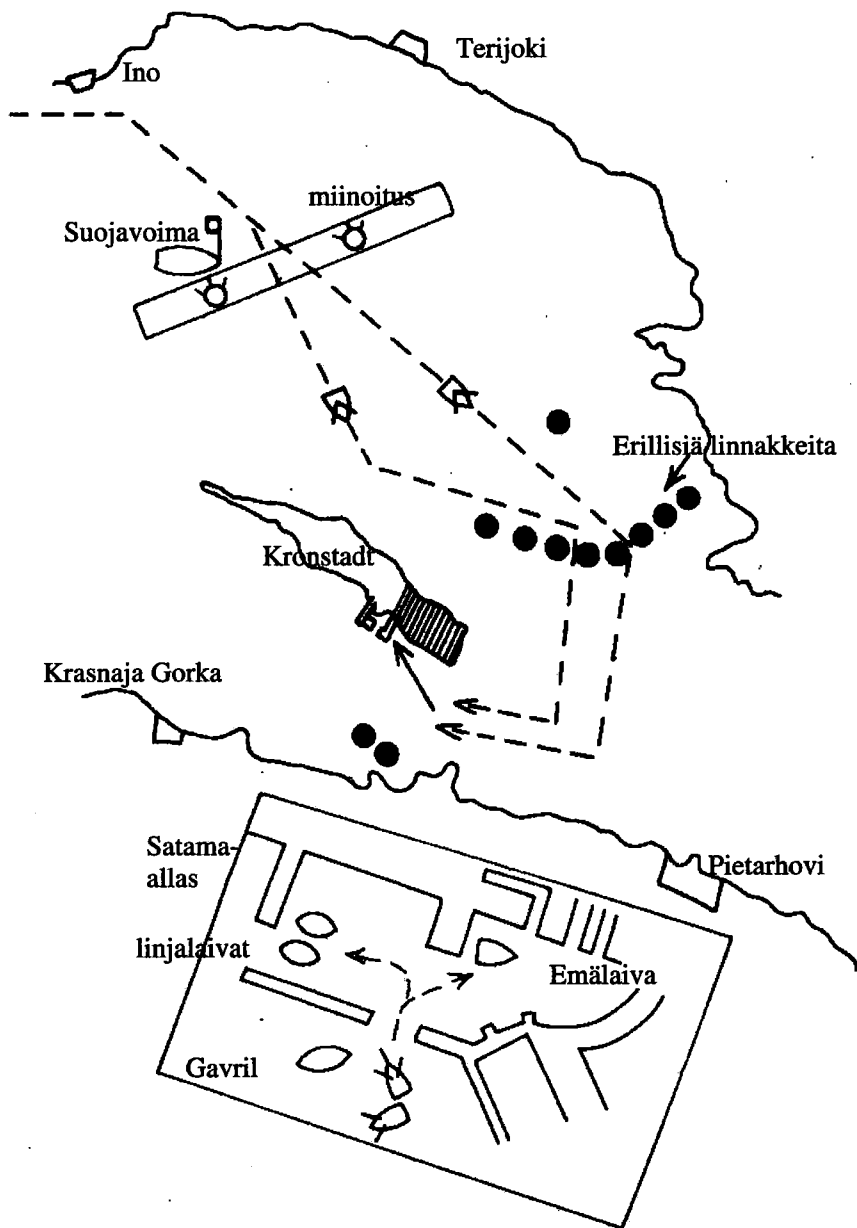 Terijoki
Ino
miinoitus
Suojavoima
Erillisiä linnakkeita
Kronstadt
Krasnaja Gorka
Satama-
allas
Pietarhovi
linjalaivat
Emälaiva
Gavril